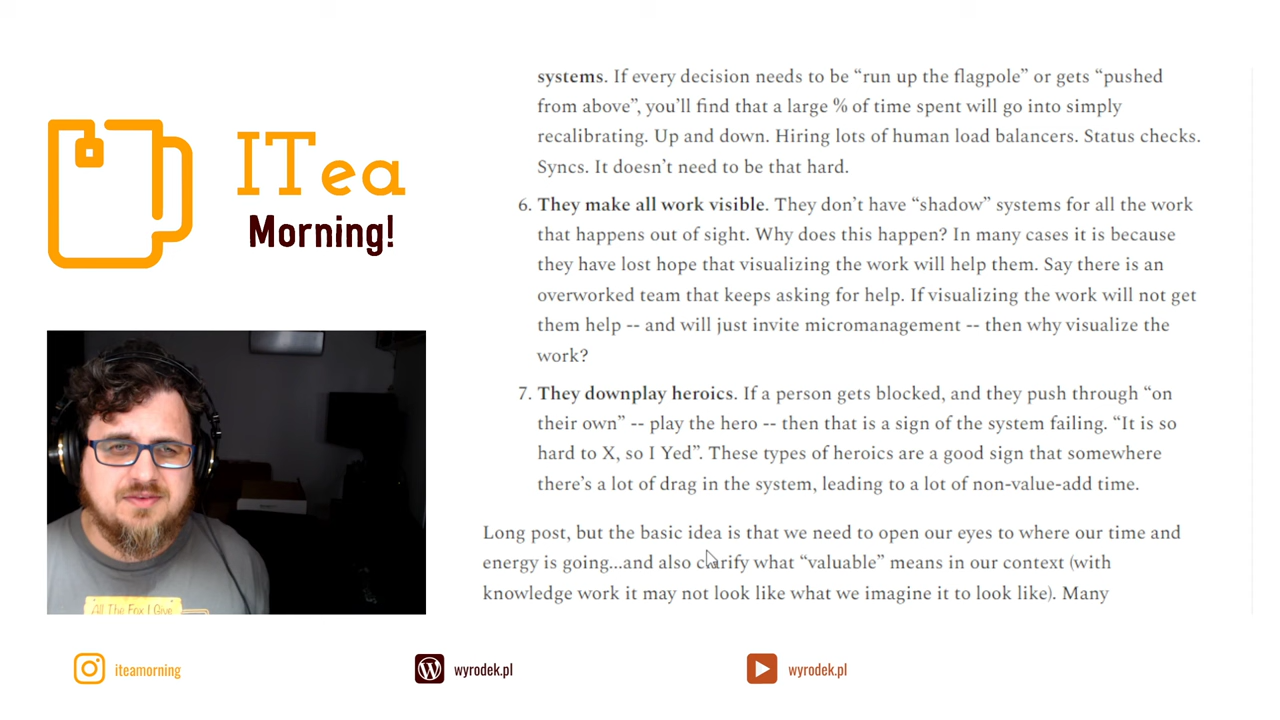 ITea
Morning!
systems. If every decision needs to be “run up the flagpole” or gets “pushed
from above”, you’ll find that a large % of time spent will go into simply
recalibrating. Up and down. Hiring lots of human load balancers. Status checks.
Syncs. It doesn’t need to be that hard.
6. They make all work visible. They don’t have “shadow” systems for all the work
that happens out of sight. Why does this happen? In many cases it is because
they have lost hope that visualizing the work will help them. Say there is an
overworked team that keeps asking for help. If visualizing the work will not get
them help -- and will just invite micromanagement -- then why visualize the
work?
7. They downplay heroics. If a person gets blocked, and they push through “on
their own” -- play the hero -- then that is a sign of the system failing. “It is so
hard to X, so I Yed”. These types of heroics are a good sign that somewhere
there’s a lot of drag in the system, leading to a lot of non-value-add time.
Long post, but the basic idea is that we need to open our eyes to where our time and
energy is going...and also clarify what “valuable” means in our context (with
knowledge work it may not look like what we imagine it to look like). Many
All The Fox I Give
iteamorning
wyrodek.pl
wyrodek.pl